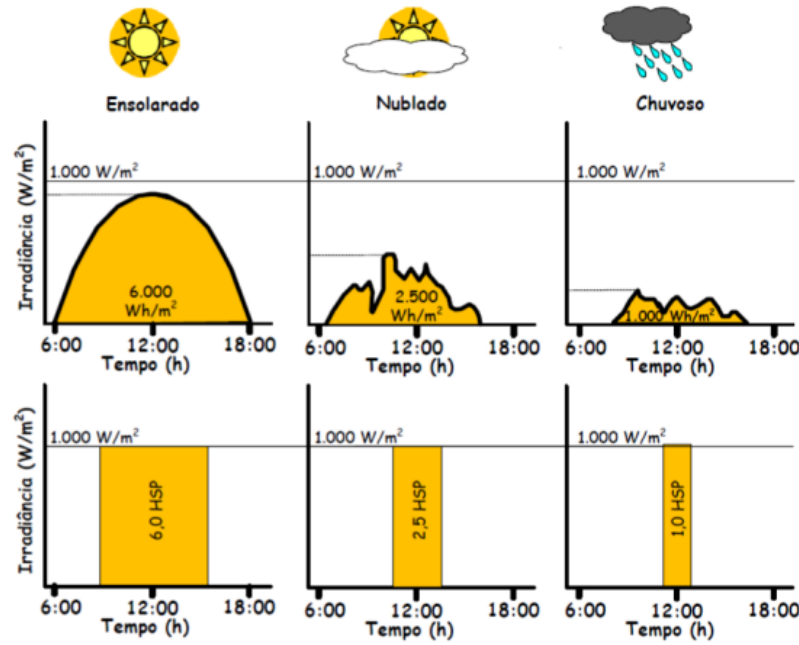 Ensolarado
Nublado
Chuvoso
Irradiância (W/m²)
1.000 W/m²
1.000 W/m²
1.000 W/m²
6.000
Wh/m²
2.500
Wh/m²
1.000 Wh/m²
6:00 12:00 18:00
Tempo (h)
6:00 12:00 18:00
Tempo (h)
6:00 12:00 18:00
Tempo (h)
Irradiância (W/m²)
1.000 W/m²
1.000 W/m²
1.000 W/m²
6,0 HSP
2,5 HSP
1,0 HSP
6:00 12:00 18:00
Tempo (h)
6:00 12:00 18:00
Tempo (h)
6:00 12:00 18:00
Tempo (h)